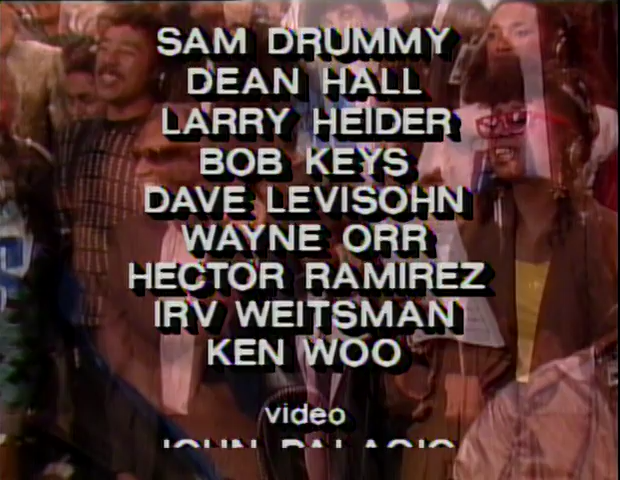 SAM DRUMMY
DEAN HALL
LARRY HEIDER
BOB KEYS
DAVE LEVISOHN
WAYNE ORR
HECTOR RAMIREZ
IRV WEITSMAN
KEN WOO
video